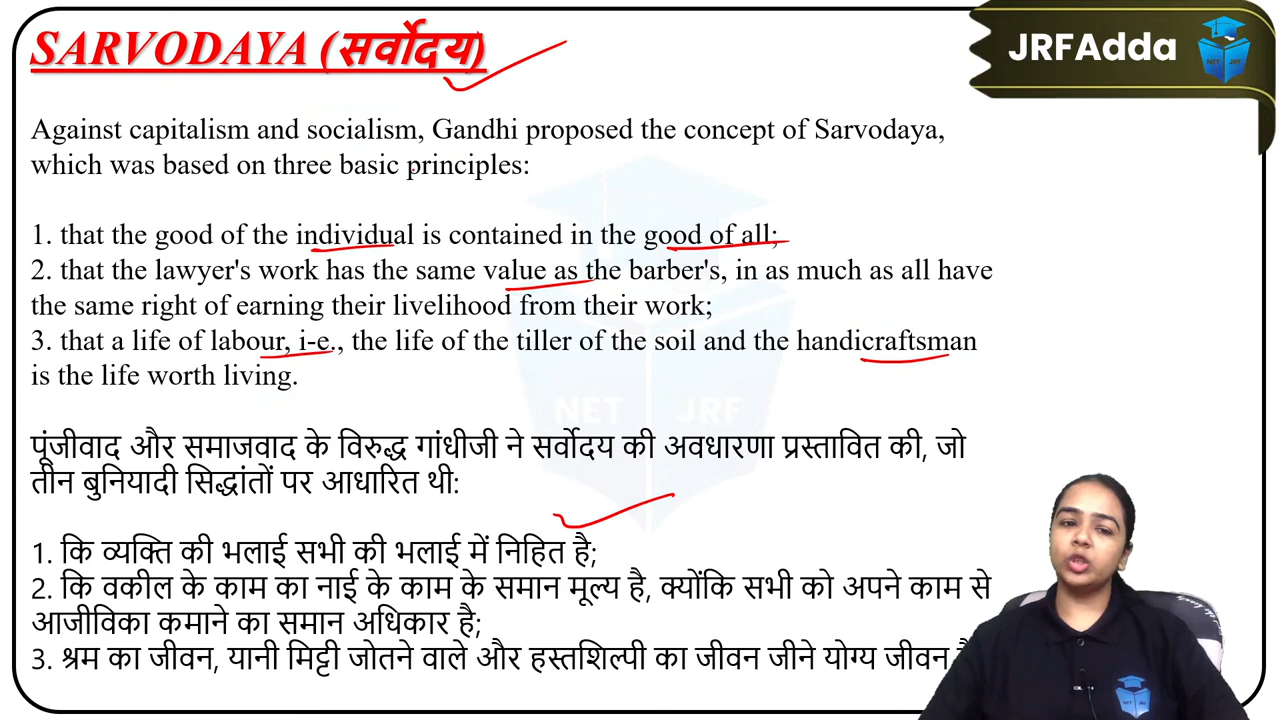 SARVODAYA (सर्वोदय)
JRFAdda
NET JRF
Against capitalism and socialism, Gandhi proposed the concept of Sarvodaya,
which was based on three basic principles:
1. that the good of the individual is contained in the good of all;
2. that the lawyer's work has the same value as the barber's, in as much as all have
the same right of earning their livelihood from their work;
3. that a life of labour, i-e., the life of the tiller of the soil and the handicraftsman
is the life worth living.
NET JRF
पूंजीवाद और समाजवाद के विरुद्ध गांधीजी ने सर्वोदय की अवधारणा प्रस्तावित की, जो
तीन बुनियादी सिद्धांतों पर आधारित थी:
1. कि व्यक्ति की भलाई सभी की भलाई में निहित है;
2. कि वकील के काम का नाई के काम के समान मूल्य है, क्योंकि सभी को अपने काम से
आजीविका कमाने का समान अधिकार है;
3. श्रम का जीवन, यानी मिट्टी जोतने वाले और हस्तशिल्पी का जीवन जीने योग्य जीवन
NET JRF